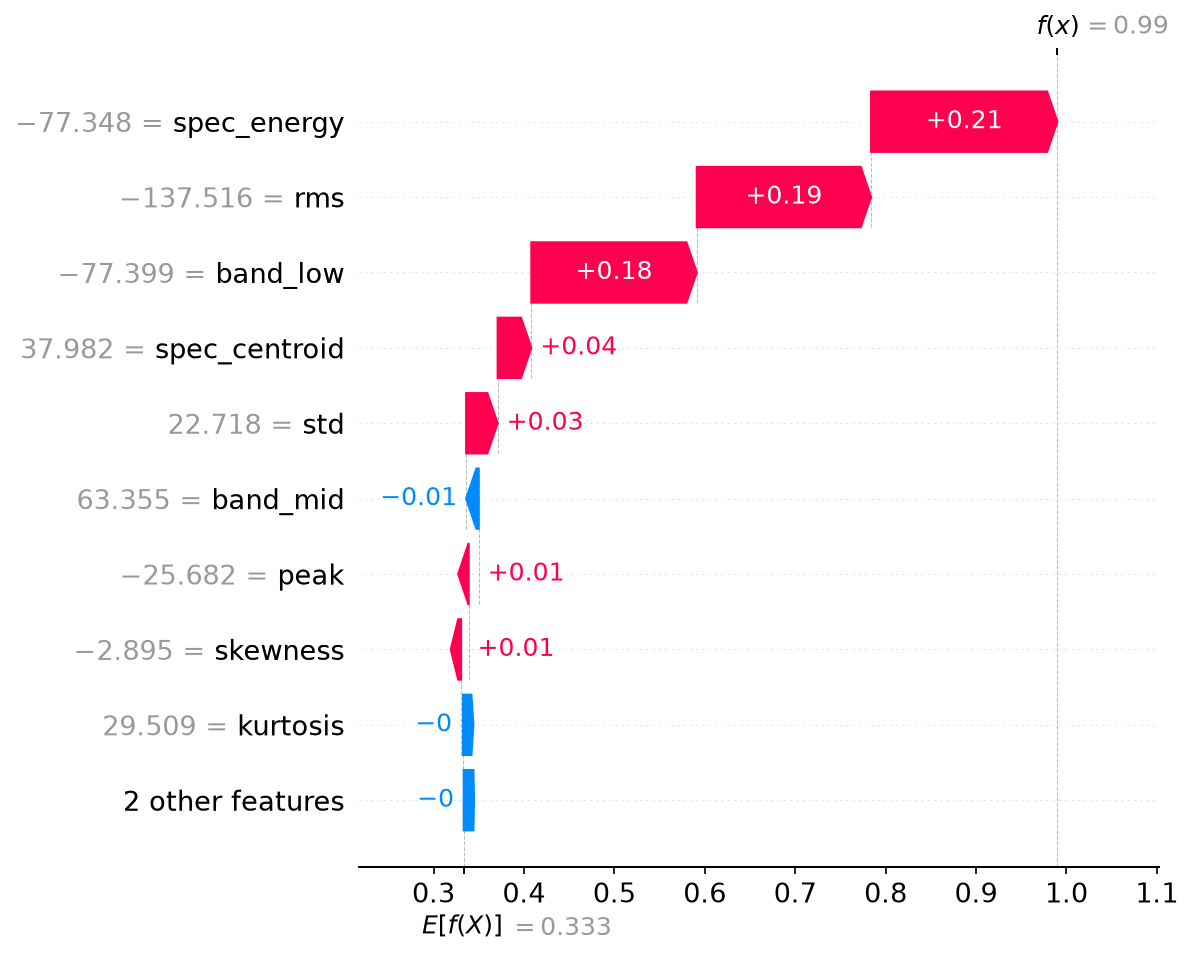 f(x) = 0.99
−77.348 = spec_energy
+0.21
−137.516 = rms
+0.19
−77.399 = band_low
+0.18
37.982 = spec_centroid
+0.04
22.718 = std
+0.03
63.355 = band_mid
−0.01
−25.682 = peak
+0.01
−2.895 = skewness
+0.01
29.509 = kurtosis
−0
2 other features
−0
0.3 0.4 0.5 0.6 0.7 0.8 0.9 1.0 1.1
E[f(X)] = 0.333